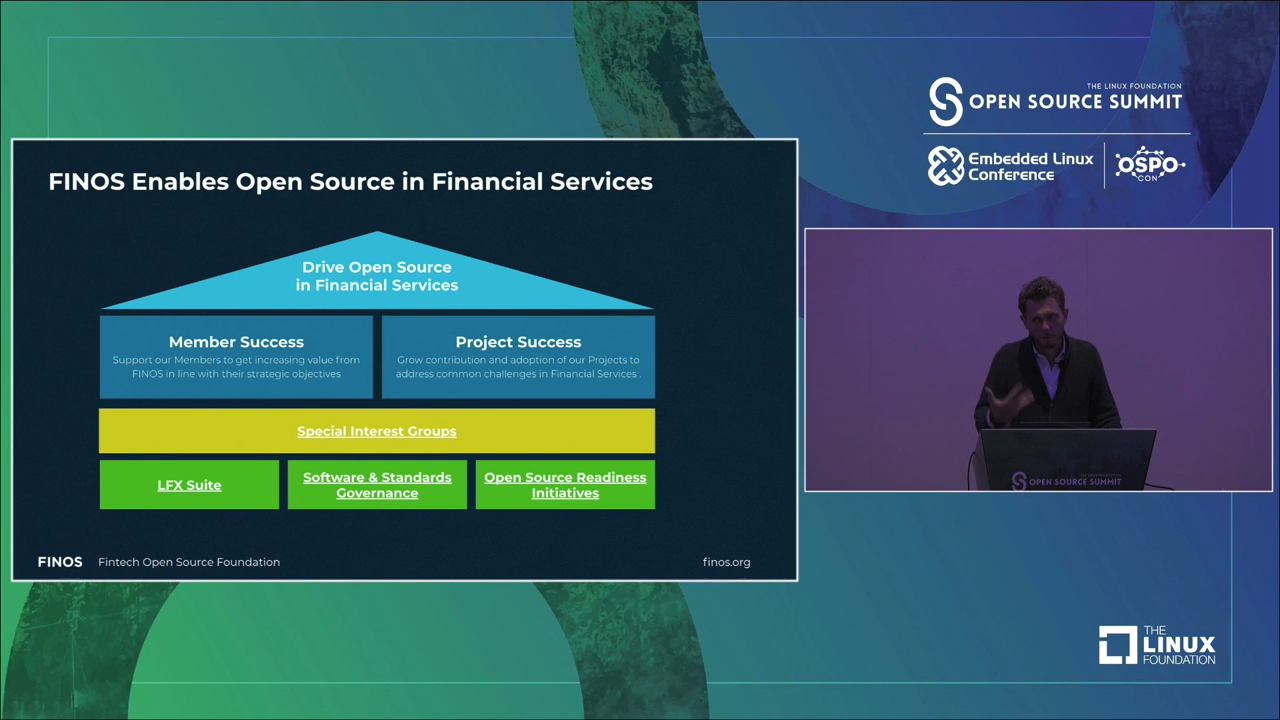 THE LINUX FOUNDATION
OPEN SOURCE SUMMIT
Embedded Linux
Conference
OSPO
CON
FINOS Enables Open Source in Financial Services
Drive Open Source
in Financial Services
Member Success
Support our Members to get increasing value from
FINOS in line with their strategic objectives
Project Success
Grow contribution and adoption of our Projects to
address common challenges in Financial Services .
Special Interest Groups
LFX Suite
Software & Standards
Governance
Open Source Readiness
Initiatives
FINOS Fintech Open Source Foundation
finos.org
OPEN SOURCE SUMMIT
THE
LINUX
FOUNDATION